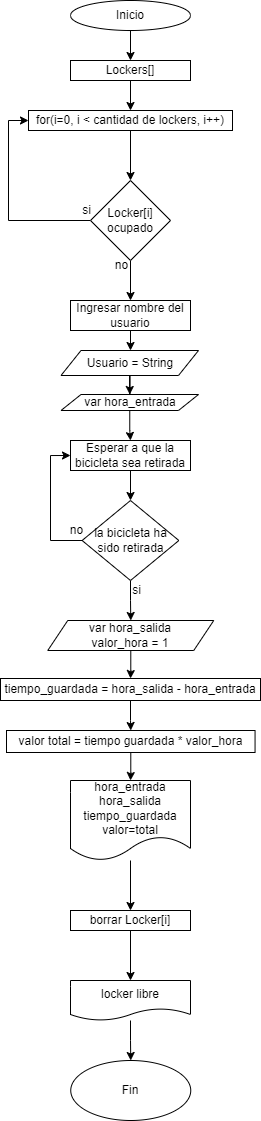 Inicio
Lockers[]
for(i=0, i < cantidad de lockers, i++)
Locker[i]
ocupado
si
no
Ingresar nombre del
usuario
Usuario = String
var hora_entrada
Esperar a que la
bicicleta sea retirada
la bicicleta ha
sido retirada
no
si
var hora_salida
valor_hora = 1
tiempo_guardada = hora_salida - hora_entrada
valor total = tiempo guardada * valor_hora
hora_entrada
hora_salida
tiempo_guardada
valor=total
borrar Locker[i]
locker libre
Fin